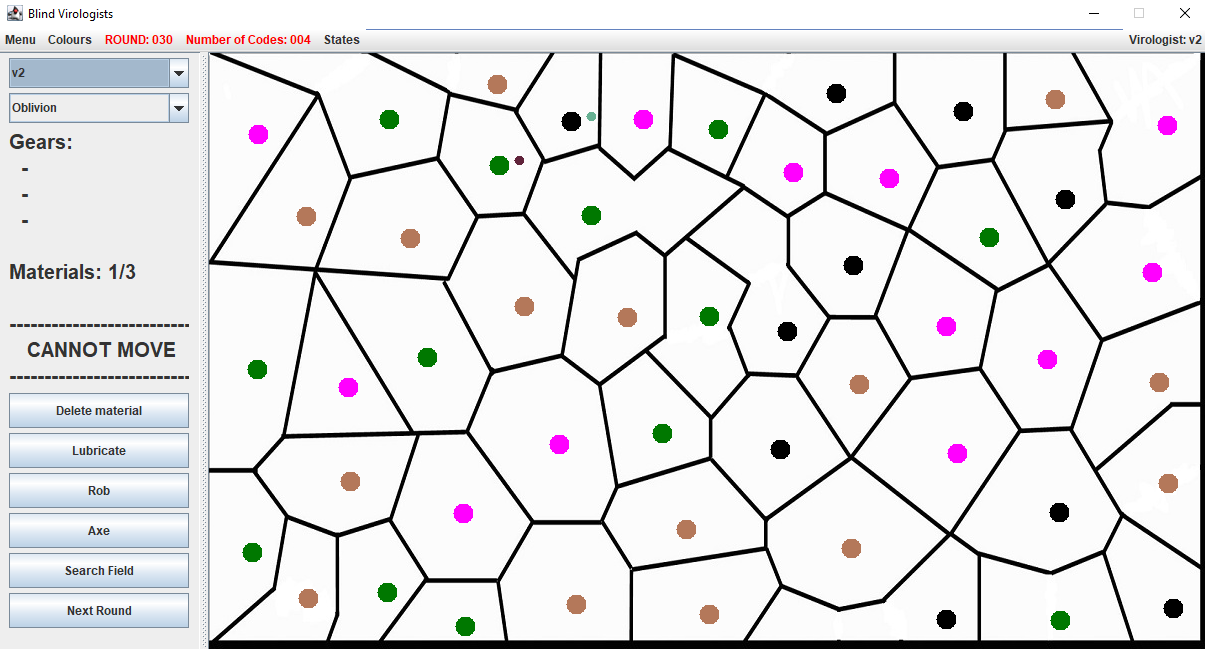 Blind Virologists
Menu Colours ROUND: 030 Number of Codes: 004 States Virologist: v2
v2
Oblivion
Gears:
-
-
-
Materials: 1/3
--------------------------
CANNOT MOVE
--------------------------
Delete material
Lubricate
Rob
Axe
Search Field
Next Round